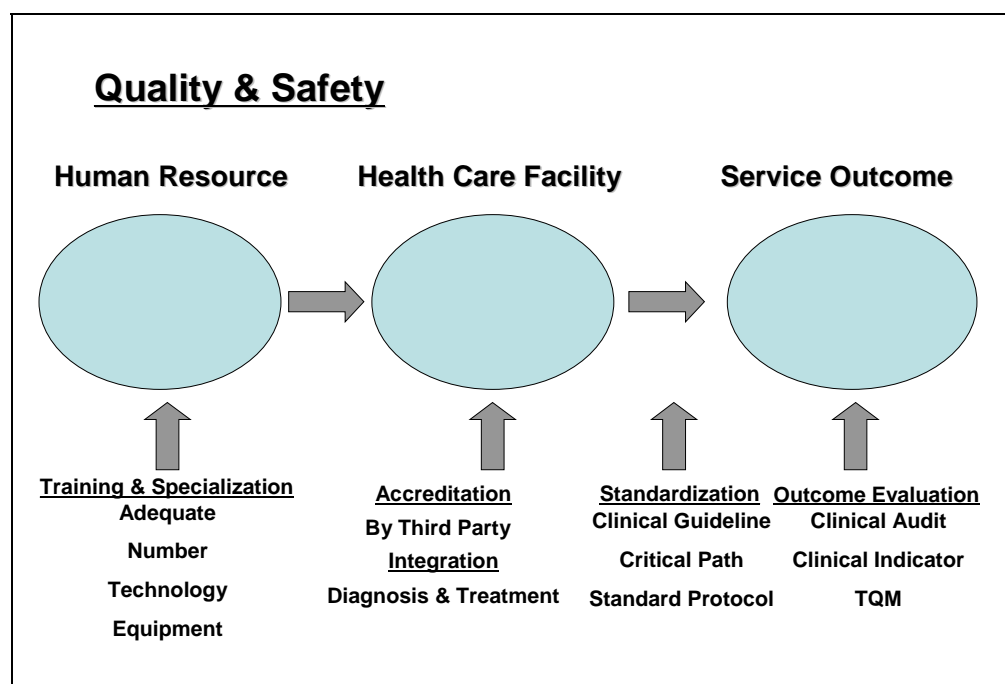 Quality & Safety
Human Resource
Health Care Facility
Service Outcome
Training & Specialization
Adequate
Number
Technology
Equipment
Accreditation
By Third Party
Integration
Diagnosis & Treatment
Standardization
Clinical Guideline
Critical Path
Standard Protocol
Outcome Evaluation
Clinical Audit
Clinical Indicator
TQM